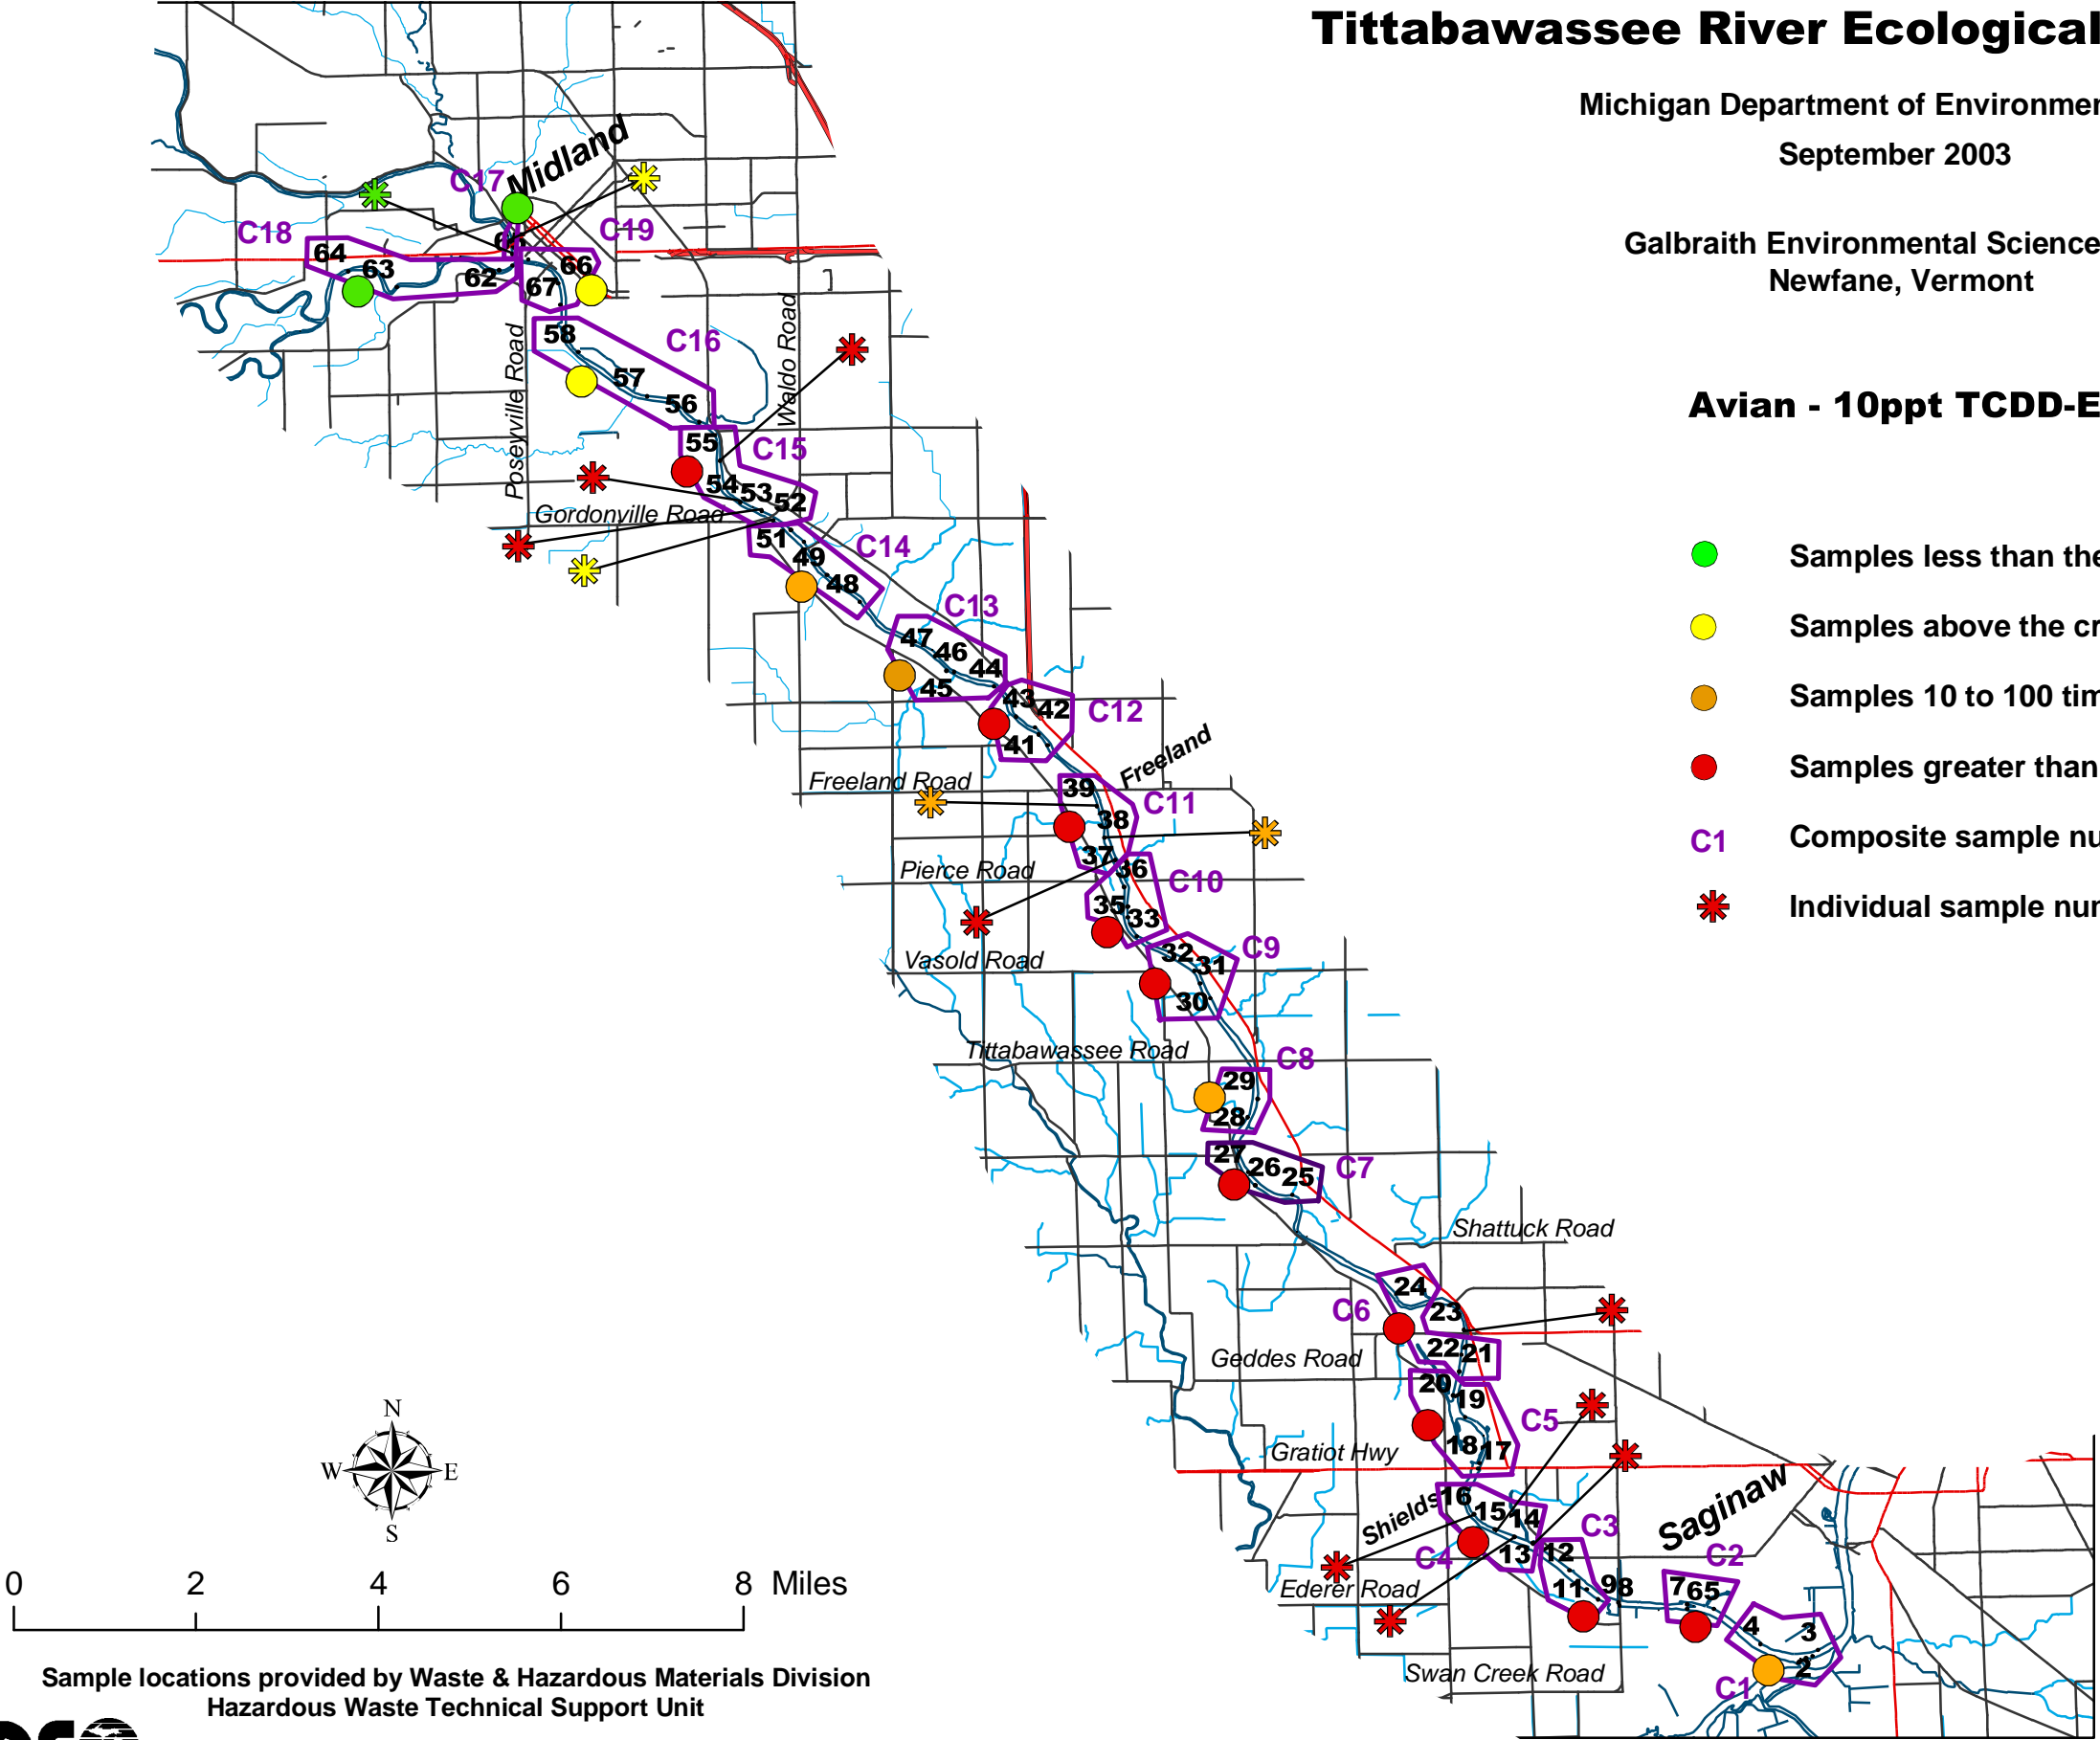 Tittabawassee River Ecological
Michigan Department of Environmen
September 2003
Galbraith Environmental Science
Newfane, Vermont
Avian - 10ppt TCDD-E
Samples less than the
Samples above the cr
Samples 10 to 100 tim
Samples greater than
C1 Composite sample nu
Individual sample num
Midland
C17
C18
C19
64
63
62
66
67
58
C16
57
56
Poseyville Road
Waldo Road
55
C15
54
53
52
Gordonville Road
51
49
C14
48
C13
47
46
44
45
43
42
C12
41
Freeland
Freeland Road
39
C11
38
37
Pierce Road
36
C10
35
33
Vasold Road
32
31
C9
30
Tittabawassee Road
C8
29
28
27
26
25
C7
Shattuck Road
24
C6
23
22
21
Geddes Road
20
19
C5
18
17
Gratiot Hwy
16
15
14
Shields
C4
13
C3
12
11
9
8
Ederer Road
Saginaw
C2
7
6
5
4
3
2
C1
Swan Creek Road
N
W E
S
0 2 4 6 8 Miles
Sample locations provided by Waste & Hazardous Materials Division
Hazardous Waste Technical Support Unit